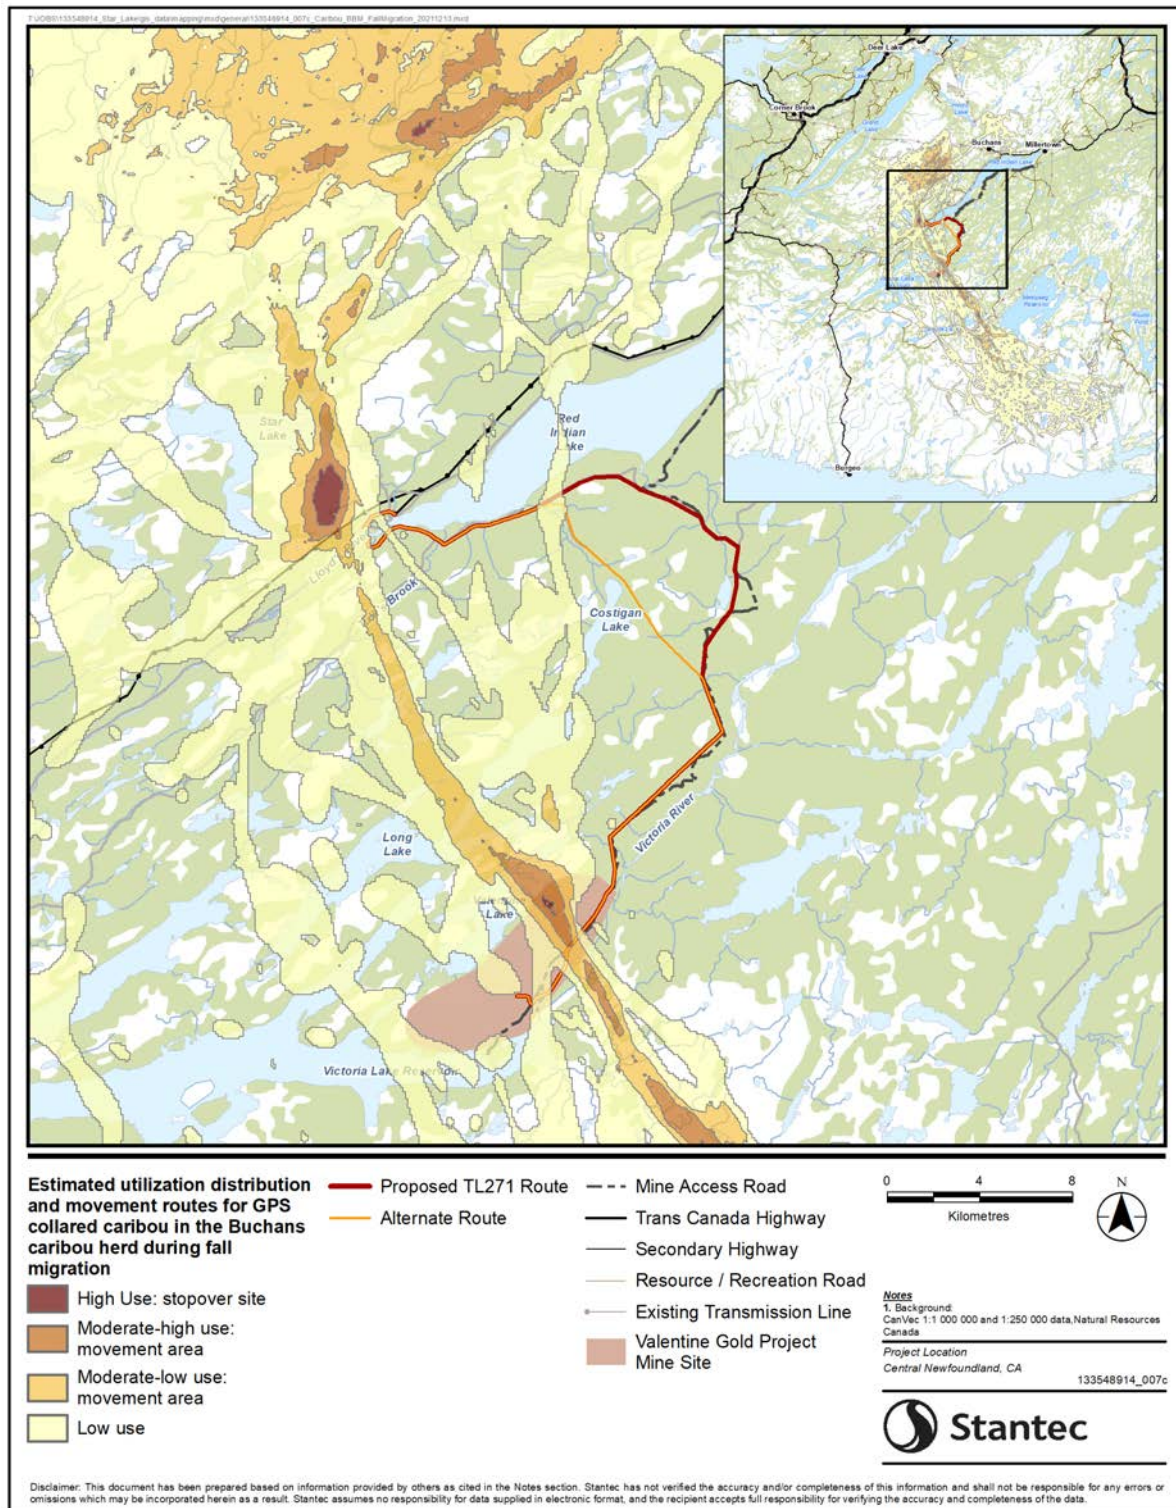 Deer Lake
Corner Brook
Buchans
Millertown
Burgeo
Star
Lake
Red
Indian
Lake
Lloyd
Brook
Costigan
Lake
Long
Lake
Victoria River
Lake
Victoria Lake Reservoir
Estimated utilization distribution
and movement routes for GPS
collared caribou in the Buchans
caribou herd during fall
migration
High Use: stopover site
Moderate-high use:
movement area
Moderate-low use:
movement area
Low use
Proposed TL271 Route
Alternate Route
Mine Access Road
Trans Canada Highway
Secondary Highway
Resource / Recreation Road
Existing Transmission Line
Valentine Gold Project
Mine Site
0 4 8
Kilometres
N
Notes
1. Background:
CanVec 1:1 000 000 and 1:250 000 data,Natural Resources
Canada
Project Location
Central Newfoundland, CA
133548914_007c
Stantec
Disclaimer: This document has been prepared based on information provided by others as cited in the Notes section. Stantec has not verified the accuracy and/or completeness of this information and shall not be responsible for any errors or
omissions which may be incorporated herein as a result. Stantec assumes no responsibility for data supplied in electronic format, and the recipient accepts full responsibility for verifying the accuracy and completeness of the data.